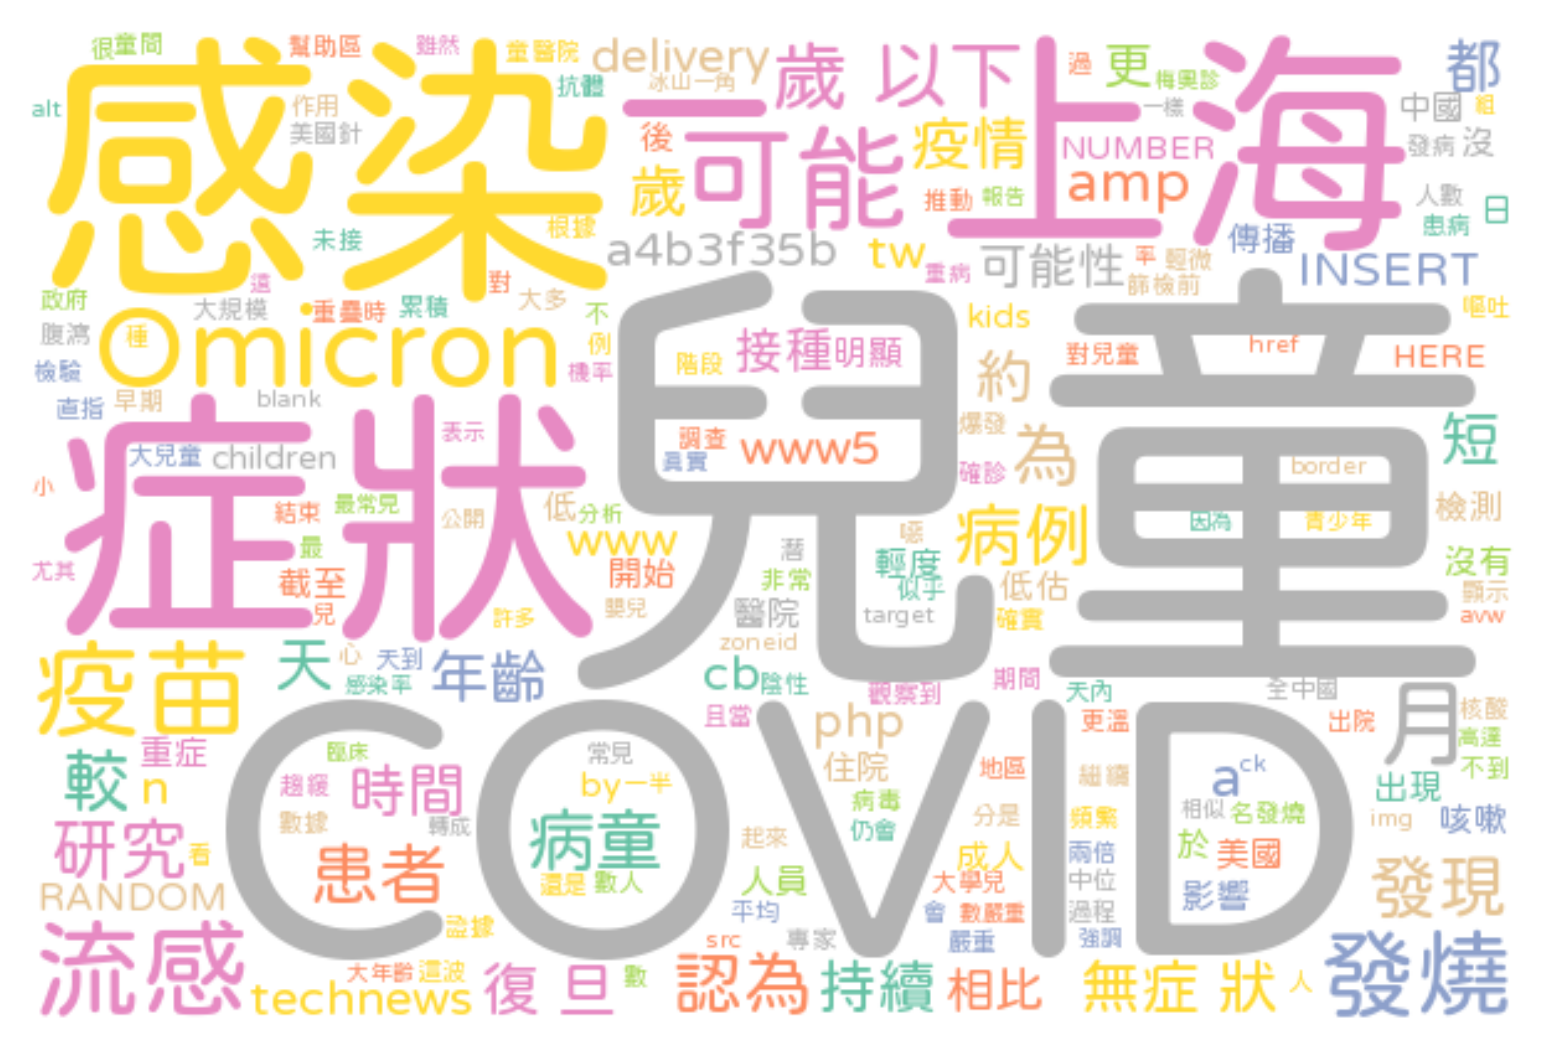 很 童問 幫助區 雖然 童醫院 delivery 歲 以下 上海 過 更 梅奧診 都
感染 抗體 冰山一角 一樣 中國 組
alt 作用 一 後 疫情 NUMBER 發病 沒
美國針 可能 amp
歲 推動 報告 人數 日
未接 根據 a4b3f35b tw 傳播 患病
這 對 重病 可能性 率 輕微 INSERT
政府 大規模 重疊時 累積 大多 不 篩檢前 嘔吐
腹瀉 Omicron 種 例 兒童 接種 明顯 kids 對兒童 href HERE
檢驗 機率 階段 約
直指 早期 blank 爆發 短
症狀 大兒童 children 表示 調查 www5 為 border
小 最常見 低 真實 確診 檢測
結束 公開 分析 病例 因為 青少年
尤其 最 www 潛 噁 輕度 沒有
截至 開始 非常 似乎 低估 顯示
兒 許多 嬰兒 醫院 target 確實 avw
疫苗 天 心 天到 年齡 zoneid
感染率 cb 陰性 觀察到 期間 天內 全中國 月 核酸
COVID 且當 php 更溫 出院 高達
較 n 重症 臨床 常見 住院 地區 繼續 a ck 不到
趨緩 時間 by 一半 病毒 出現
研究 看 數據 轉成 病童 起來 仍會 分是 頻繁 相似 名發燒 img 咳嗽
患者 成人 兩倍 於 美國
RANDOM 還是 數人 人員 大學兒 中位 影響 發現
平均 會 數嚴重 過程
流感 證據 src 專家 嚴重 強調
technews 大年齡 這波 復旦 數 認為 持續 相比 無症狀 人 發燒